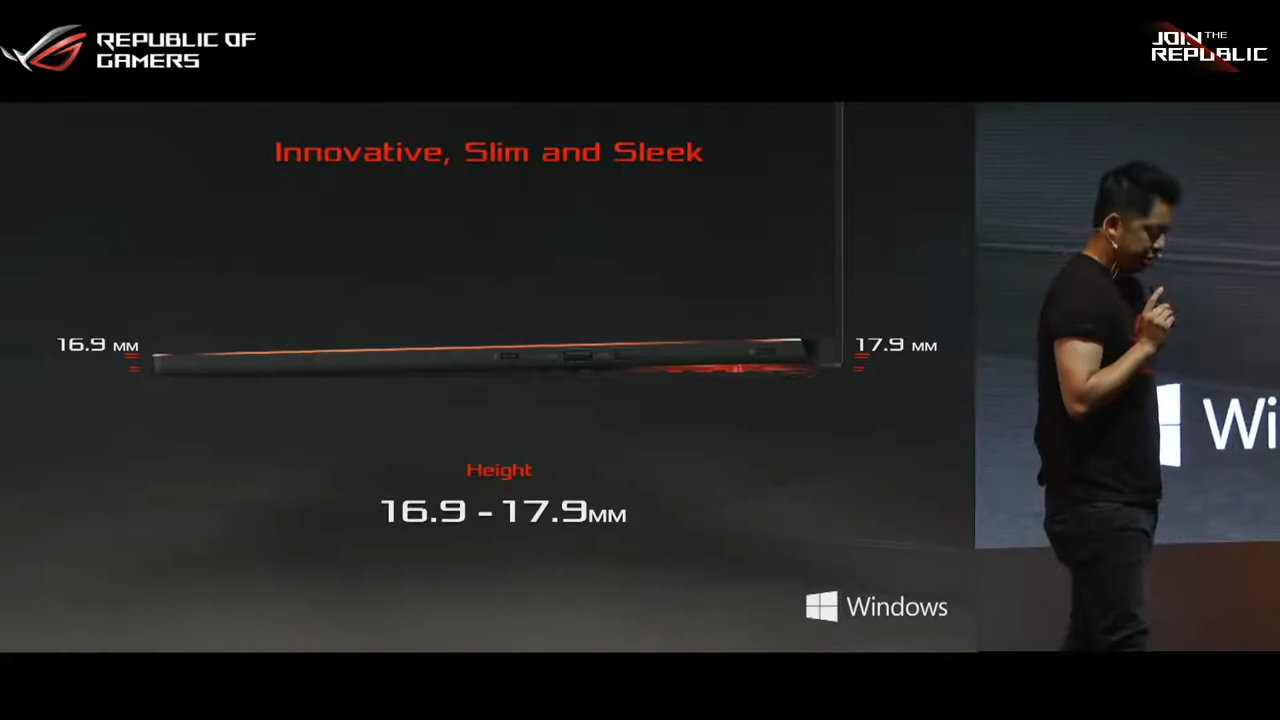 REPUBLIC OF
GAMERS
JOIN THE
REPUBLIC
Innovative, Slim and Sleek
16.9 MM
17.9 MM
Height
16.9 - 17.9MM
Windows
Wi